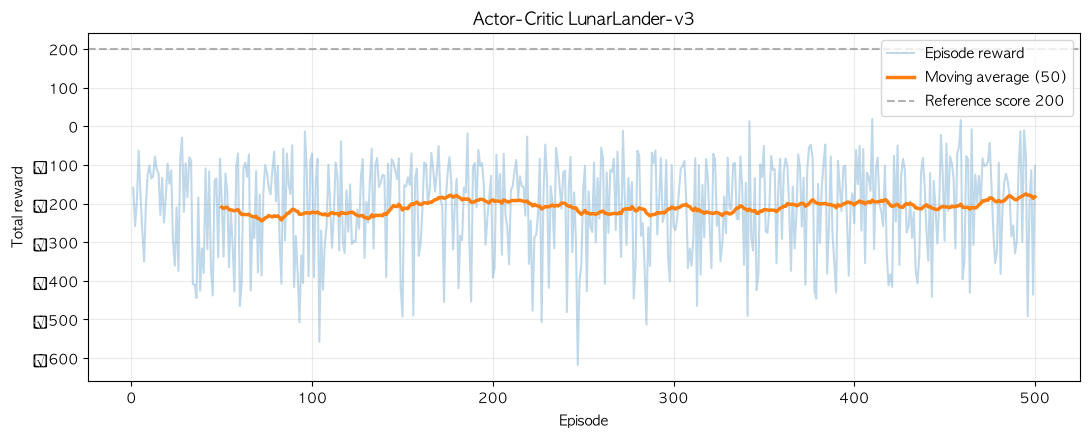 Actor-Critic LunarLander-v3
Total reward
200
100
0
100
200
300
400
500
600
Episode reward
Moving average (50)
Reference score 200
0
100
200
300
400
500
Episode